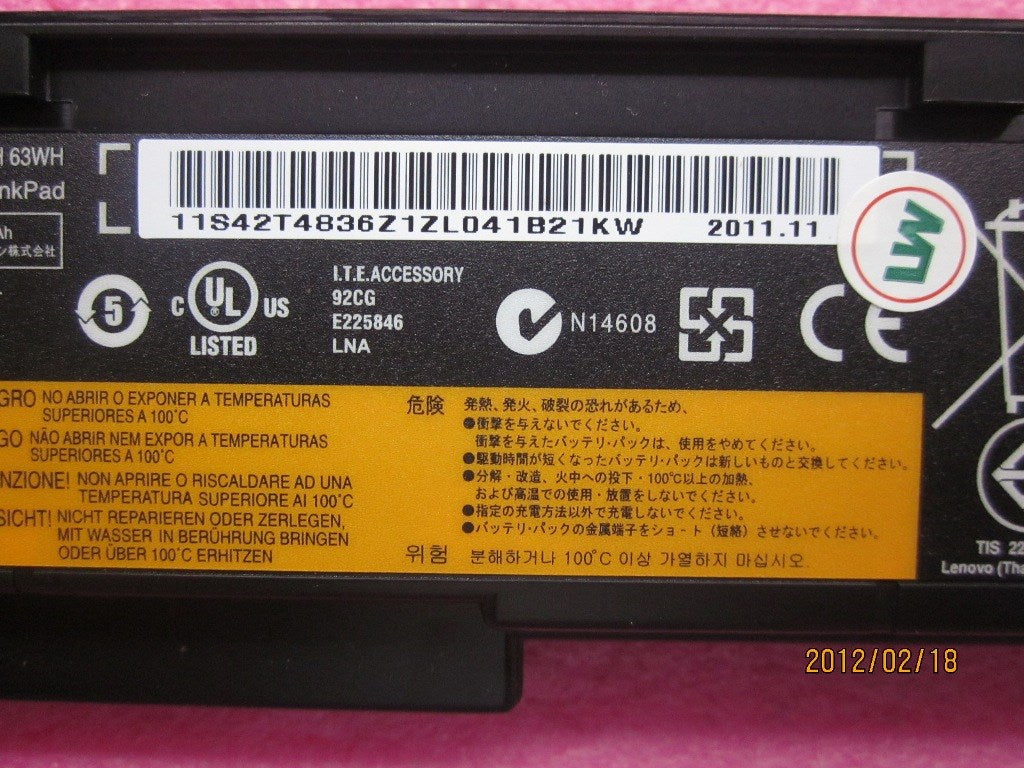 63WH
nkPad
Ah
ン株式会社
11S42T4836Z1ZL041B21KW 2011.11
LW
5
C UL ® US
LISTED
I.T.E.ACCESSORY
92CG
E225846
LNA
N14608
CE
GRO NO ABRIR O EXPONER A TEMPERATURAS
SUPERIORES A 100°C
GO NÃO ABRIR NEM EXPOR A TEMPERATURAS
SUPERIORES A 100°C
NZIONE! NON APRIRE O RISCALDARE AD UNA
TEMPERATURA SUPERIORE AI 100°C
SICHT! NICHT REPARIEREN ODER ZERLEGEN,
MIT WASSER IN BERÜHRUNG BRINGEN
ODER ÜBER 100°C ERHITZEN
危険 発熱、発火、破裂の恐れがあるため、
●衝撃を与えないでください。
衝撃を与えたバッテリ・パックは、使用をやめてください。
●駆動時間が短くなったバッテリ・パックは新しいものと交換してください。
●分解・改造、火中への投下・100℃以上の加熱、
および高温での使用・放置をしないでください。
●指定の充電方法以外で充電しないでください。
●バッテリ・パックの金属端子をショート（短絡）させないでください。
위험 분해하거나 100°C 이상 가열하지 마십시오.
TIS 22
Lenovo (Tha
2012/02/18